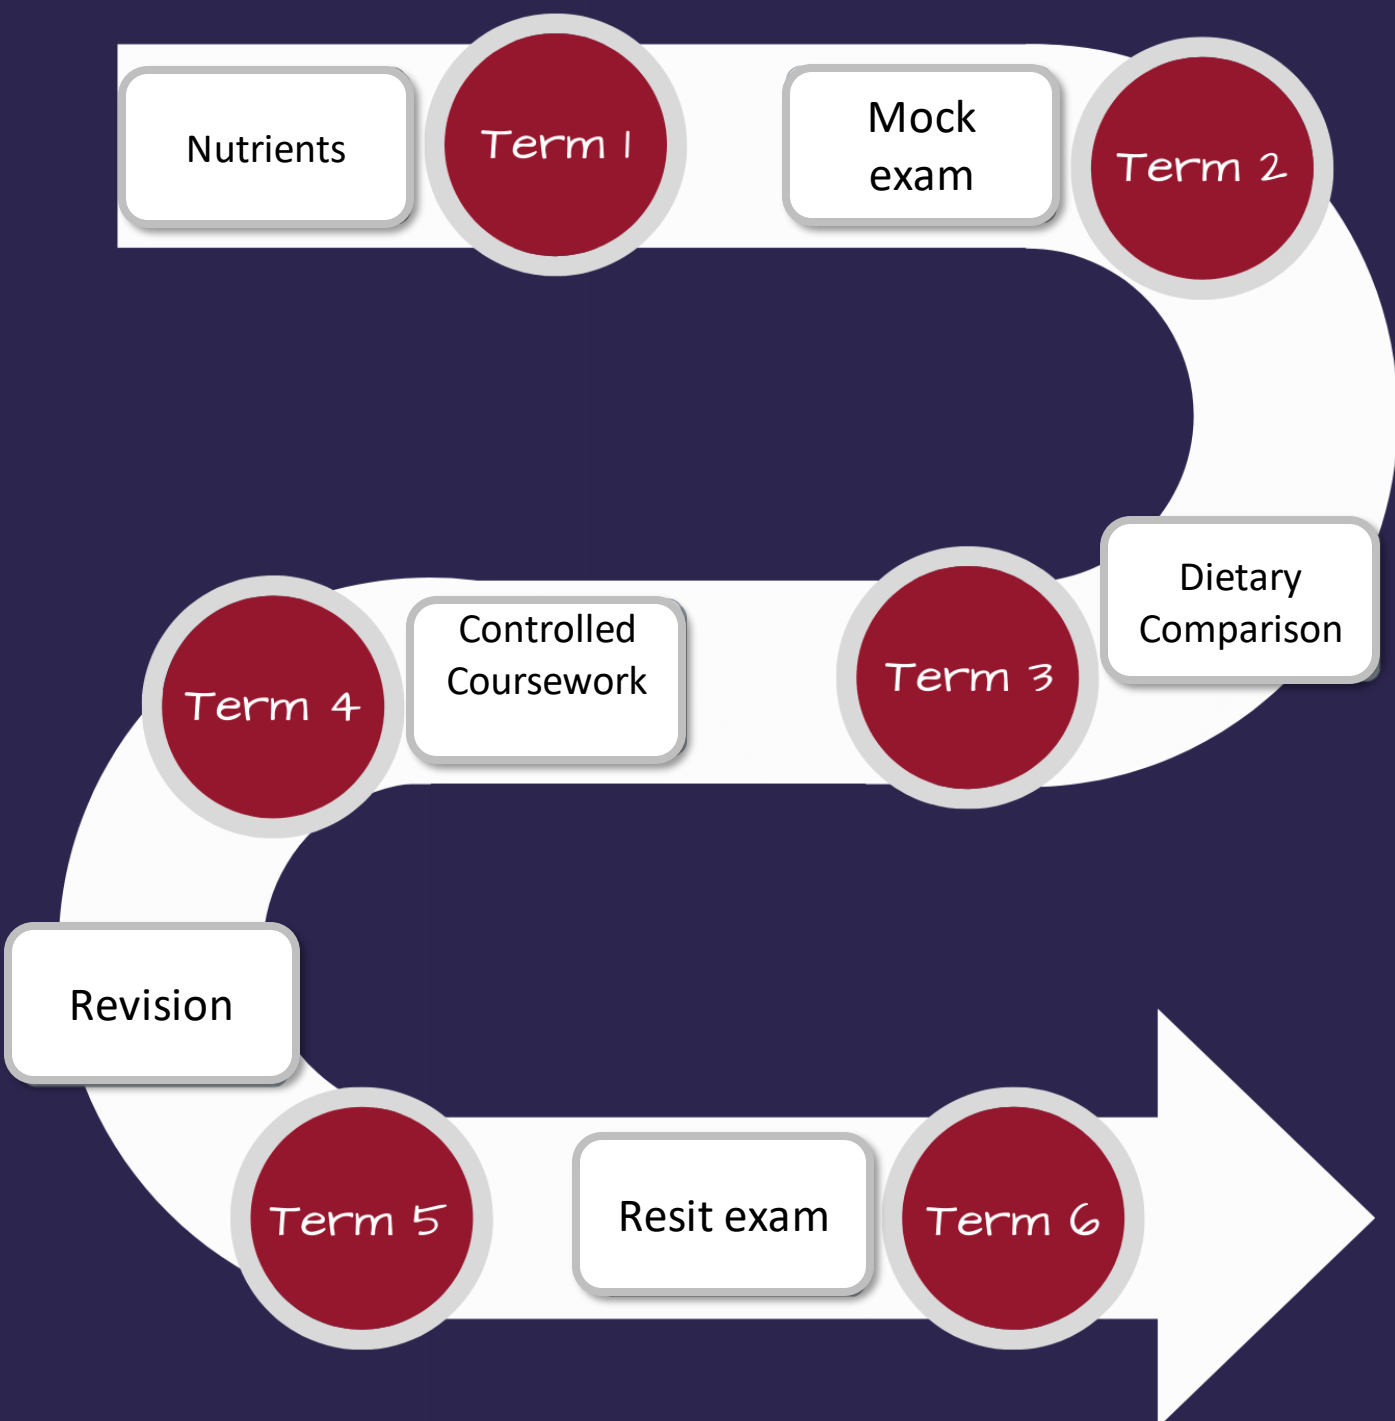 Nutrients
Term 1
Mock
exam
Term 2
Dietary
Comparison
Term 3
Controlled
Coursework
Term 4
Revision
Term 5
Resit exam
Term 6